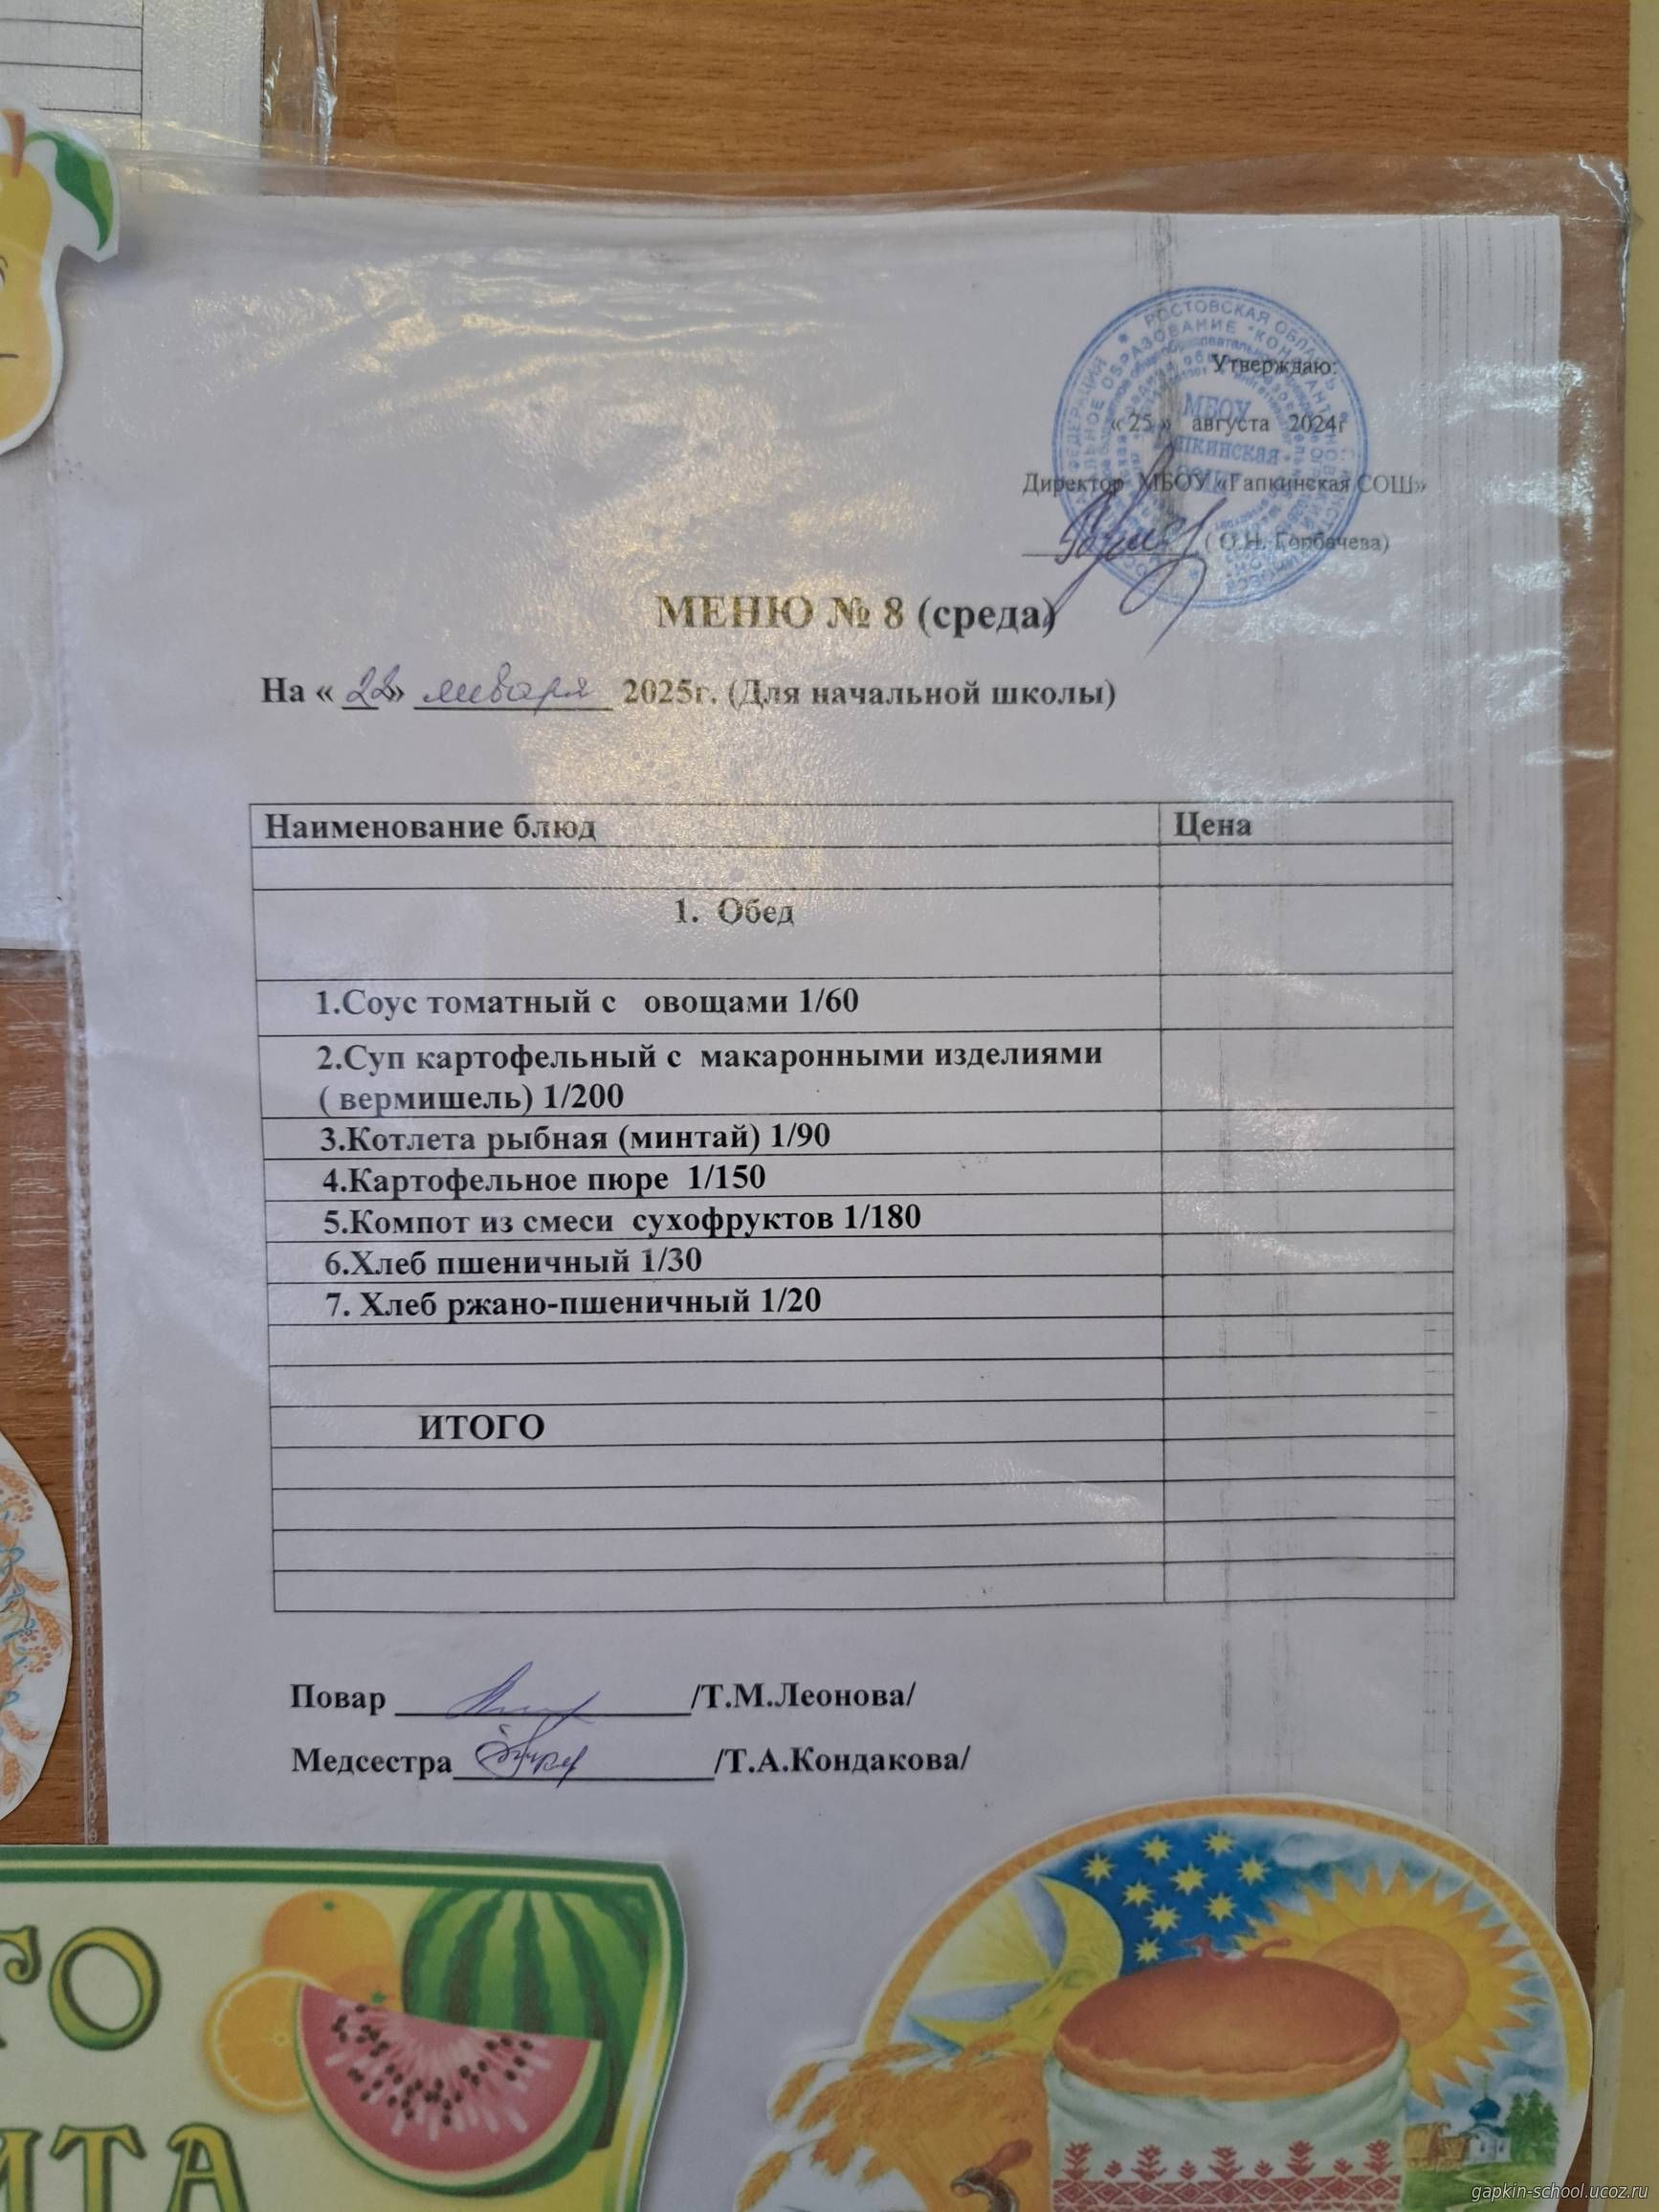 Утверждаю:
« 25 » августа 2024г
Директор МБОУ «Гапкинская СОШ»
( О.Н. Горбачева)
МЕНЮ № 8 (среда)
На « 22» января 2025г. (Для начальной школы)
Наименование блюд Цена
1. Обед
1.Соус томатный с овощами 1/60
2.Суп картофельный с макаронными изделиями
( вермишель) 1/200
3.Котлета рыбная (минтай) 1/90
4.Картофельное пюре 1/150
5.Компот из смеси сухофруктов 1/180
6.Хлеб пшеничный 1/30
7. Хлеб ржано-пшеничный 1/20
ИТОГО
Повар /Т.М.Леонова/
Медсестра /Т.А.Кондакова/
ГО
ИТА
gapkin-school.ucoz.ru